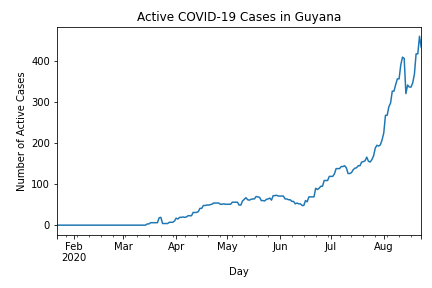 Active COVID-19 Cases in Guyana
Number of Active Cases
400
300
200
100
0
Feb Mar Apr May Jun Jul Aug
2020
Day